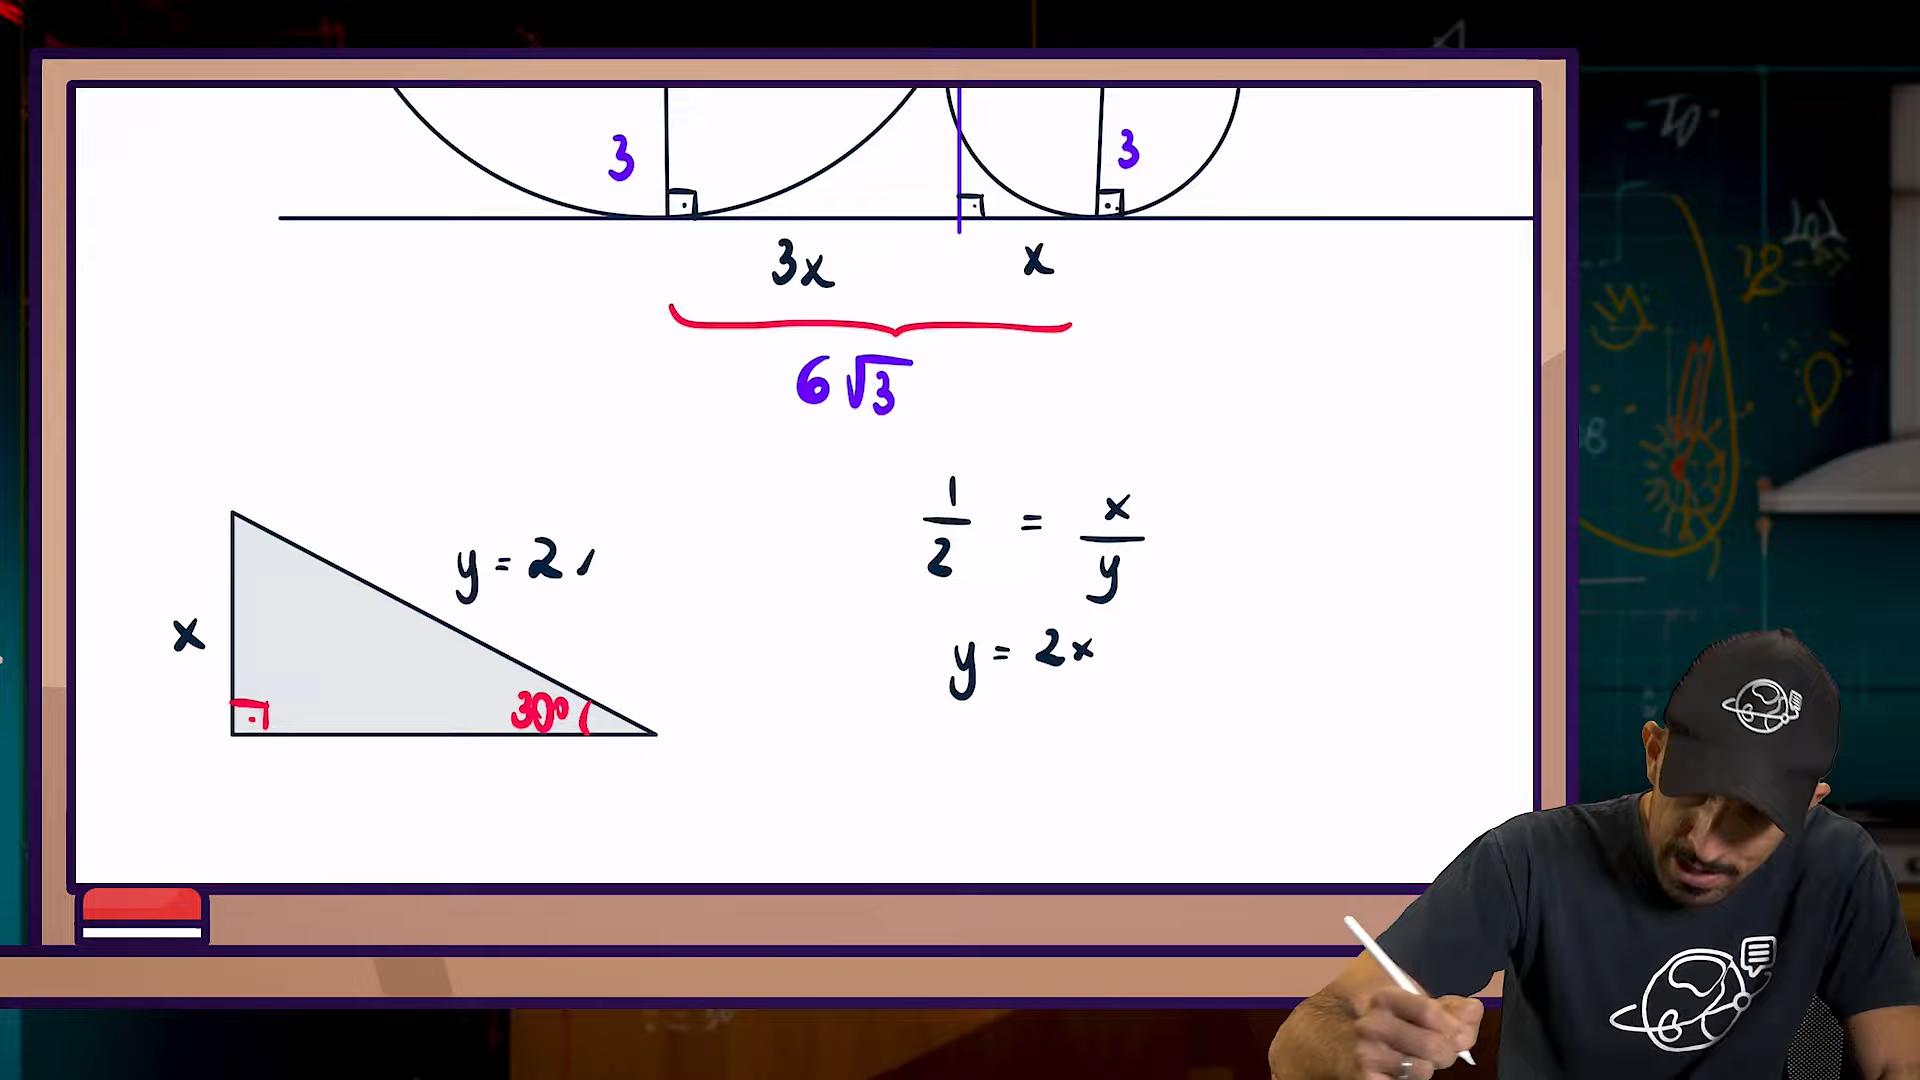 3 3
3x x
6√3
1/2 = x/y
y = 2
x
y = 2x
30°